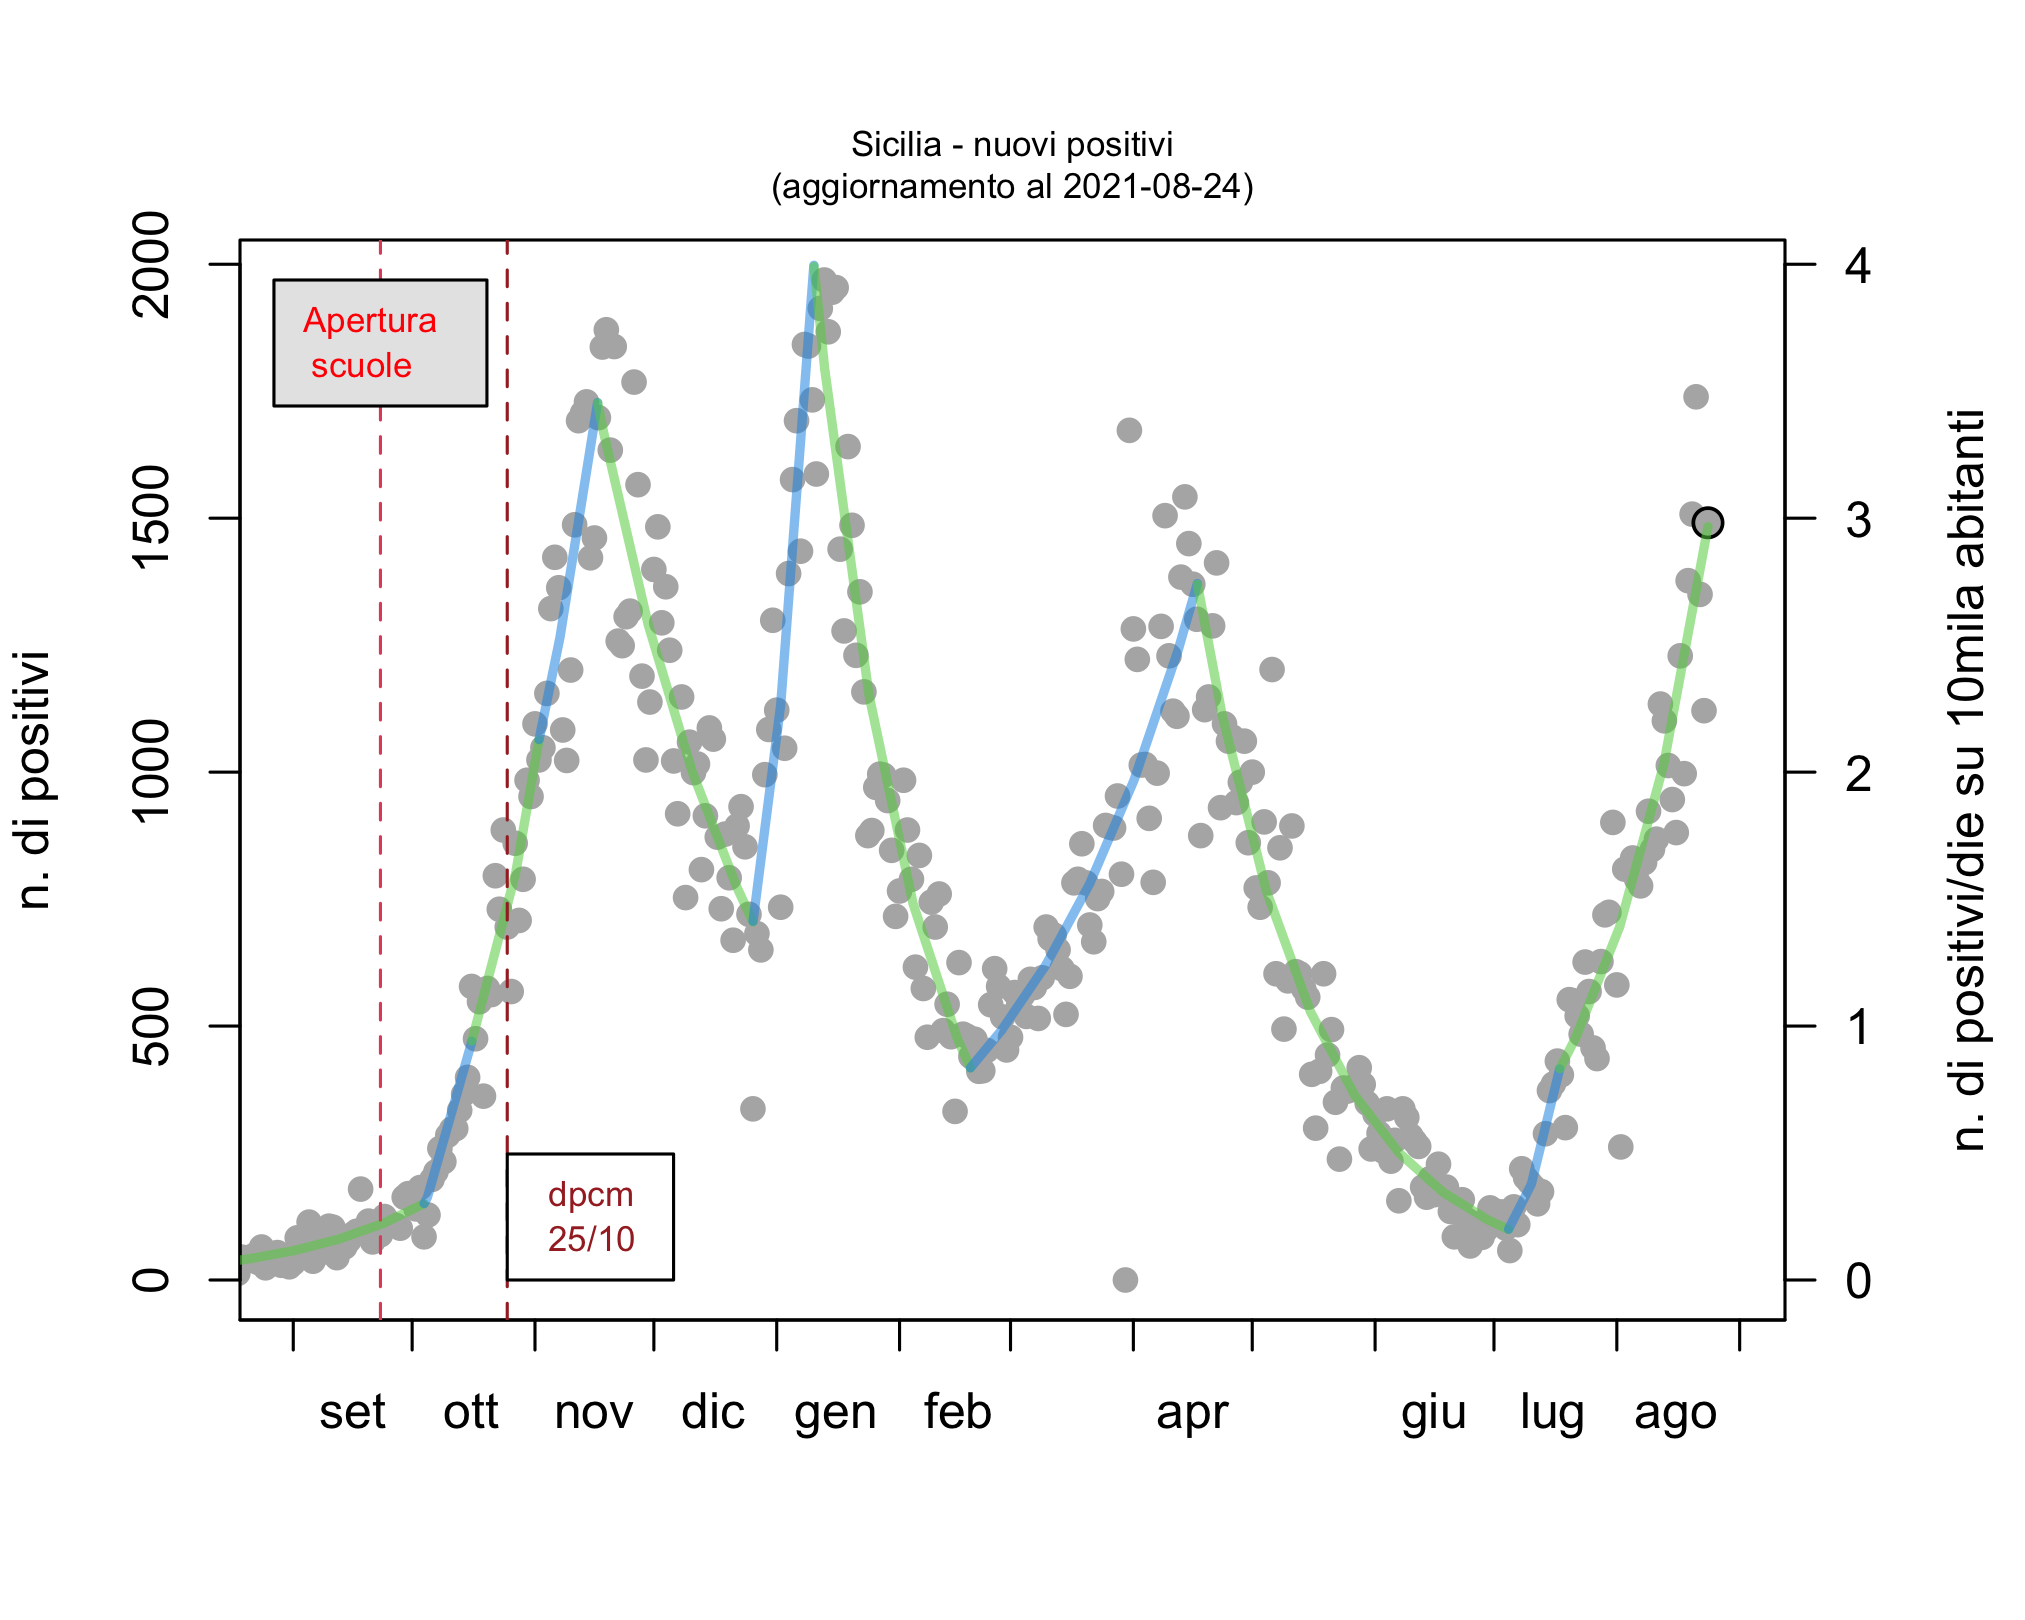 Sicilia - nuovi positivi
(aggiornamento al 2021-08-24)
n. di positivi
2000
1500
1000
500
0
Apertura
scuole
dpcm
25/10
4
3
2
1
0
n. di positivi/die su 10mila abitanti
set ott nov dic gen feb apr giu lug ago